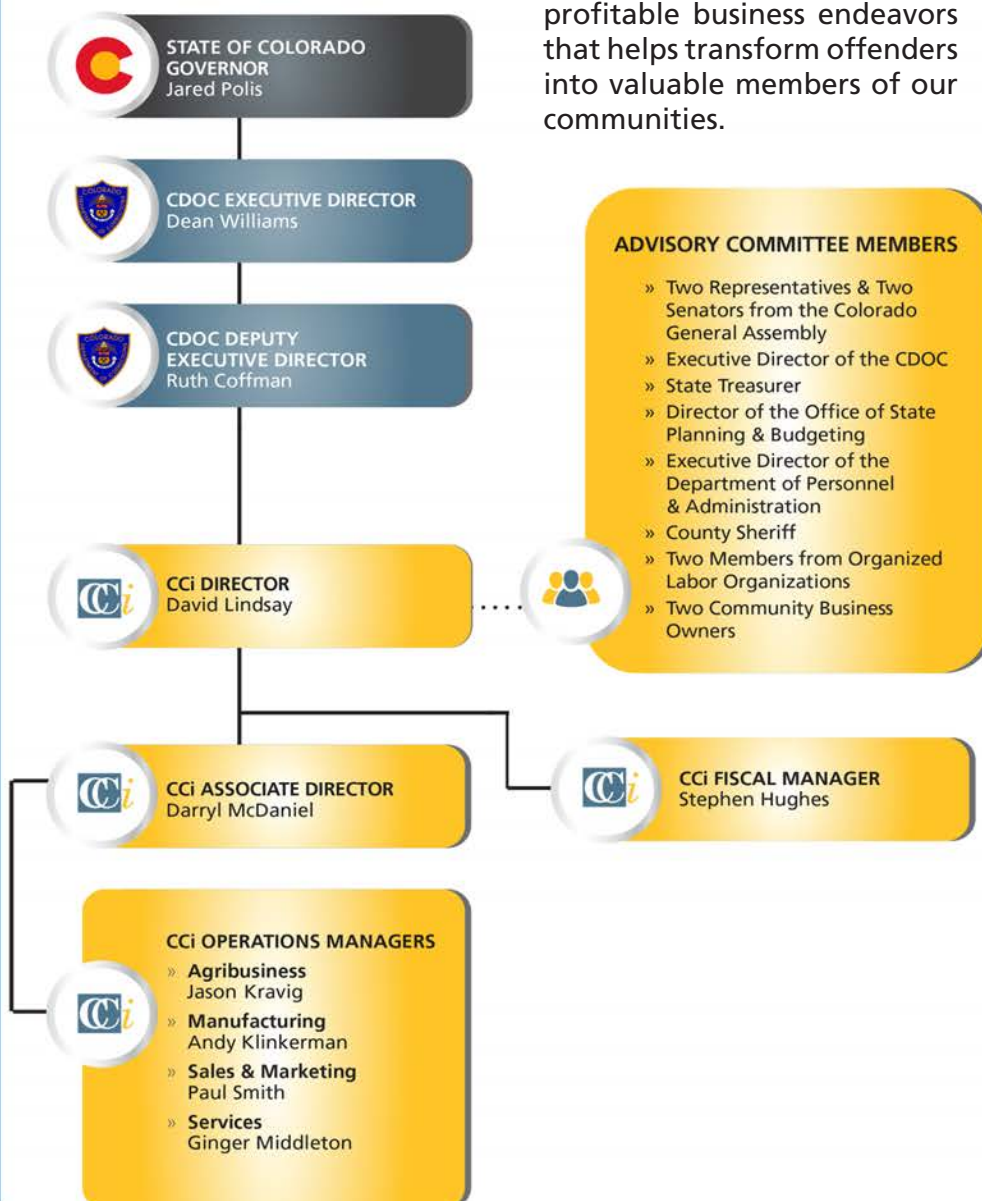 profitable business endeavors
that helps transform offenders
into valuable members of our
communities.
STATE OF COLORADO
GOVERNOR
Jared Polis
CDOC EXECUTIVE DIRECTOR
Dean Williams
CDOC DEPUTY
EXECUTIVE DIRECTOR
Ruth Coffman
ADVISORY COMMITTEE MEMBERS
» Two Representatives & Two
Senators from the Colorado
General Assembly
» Executive Director of the CDOC
» State Treasurer
» Director of the Office of State
Planning & Budgeting
» Executive Director of the
Department of Personnel
& Administration
» County Sheriff
» Two Members from Organized
Labor Organizations
» Two Community Business
Owners
CCi
CCi DIRECTOR
David Lindsay
CCi
CCi ASSOCIATE DIRECTOR
Darryl McDaniel
CCi
CCi FISCAL MANAGER
Stephen Hughes
CCi
CCi OPERATIONS MANAGERS
» Agribusiness
Jason Kravig
» Manufacturing
Andy Klinkerman
» Sales & Marketing
Paul Smith
» Services
Ginger Middleton